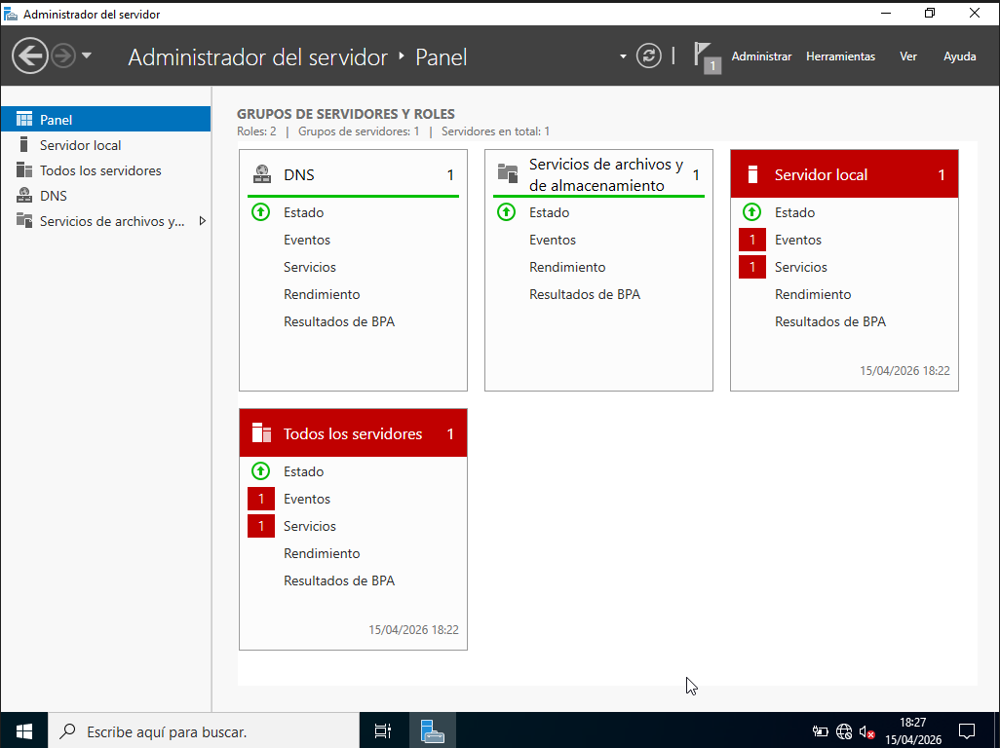 Administrador del servidor
Administrador del servidor Panel
1
Administrar
Herramientas
Ver
Ayuda
Panel
Servidor local
Todos los servidores
DNS
Servicios de archivos y...
GRUPOS DE SERVIDORES Y ROLES
Roles: 2 | Grupos de servidores: 1 | Servidores en total: 1
DNS 1
Estado
Eventos
Servicios
Rendimiento
Resultados de BPA
Servicios de archivos y
de almacenamiento 1
Estado
Eventos
Rendimiento
Resultados de BPA
Servidor local 1
Estado
1 Eventos
1 Servicios
Rendimiento
Resultados de BPA
15/04/2026 18:22
Todos los servidores 1
Estado
1 Eventos
1 Servicios
Rendimiento
Resultados de BPA
15/04/2026 18:22
Escribe aquí para buscar.
18:27
15/04/2026